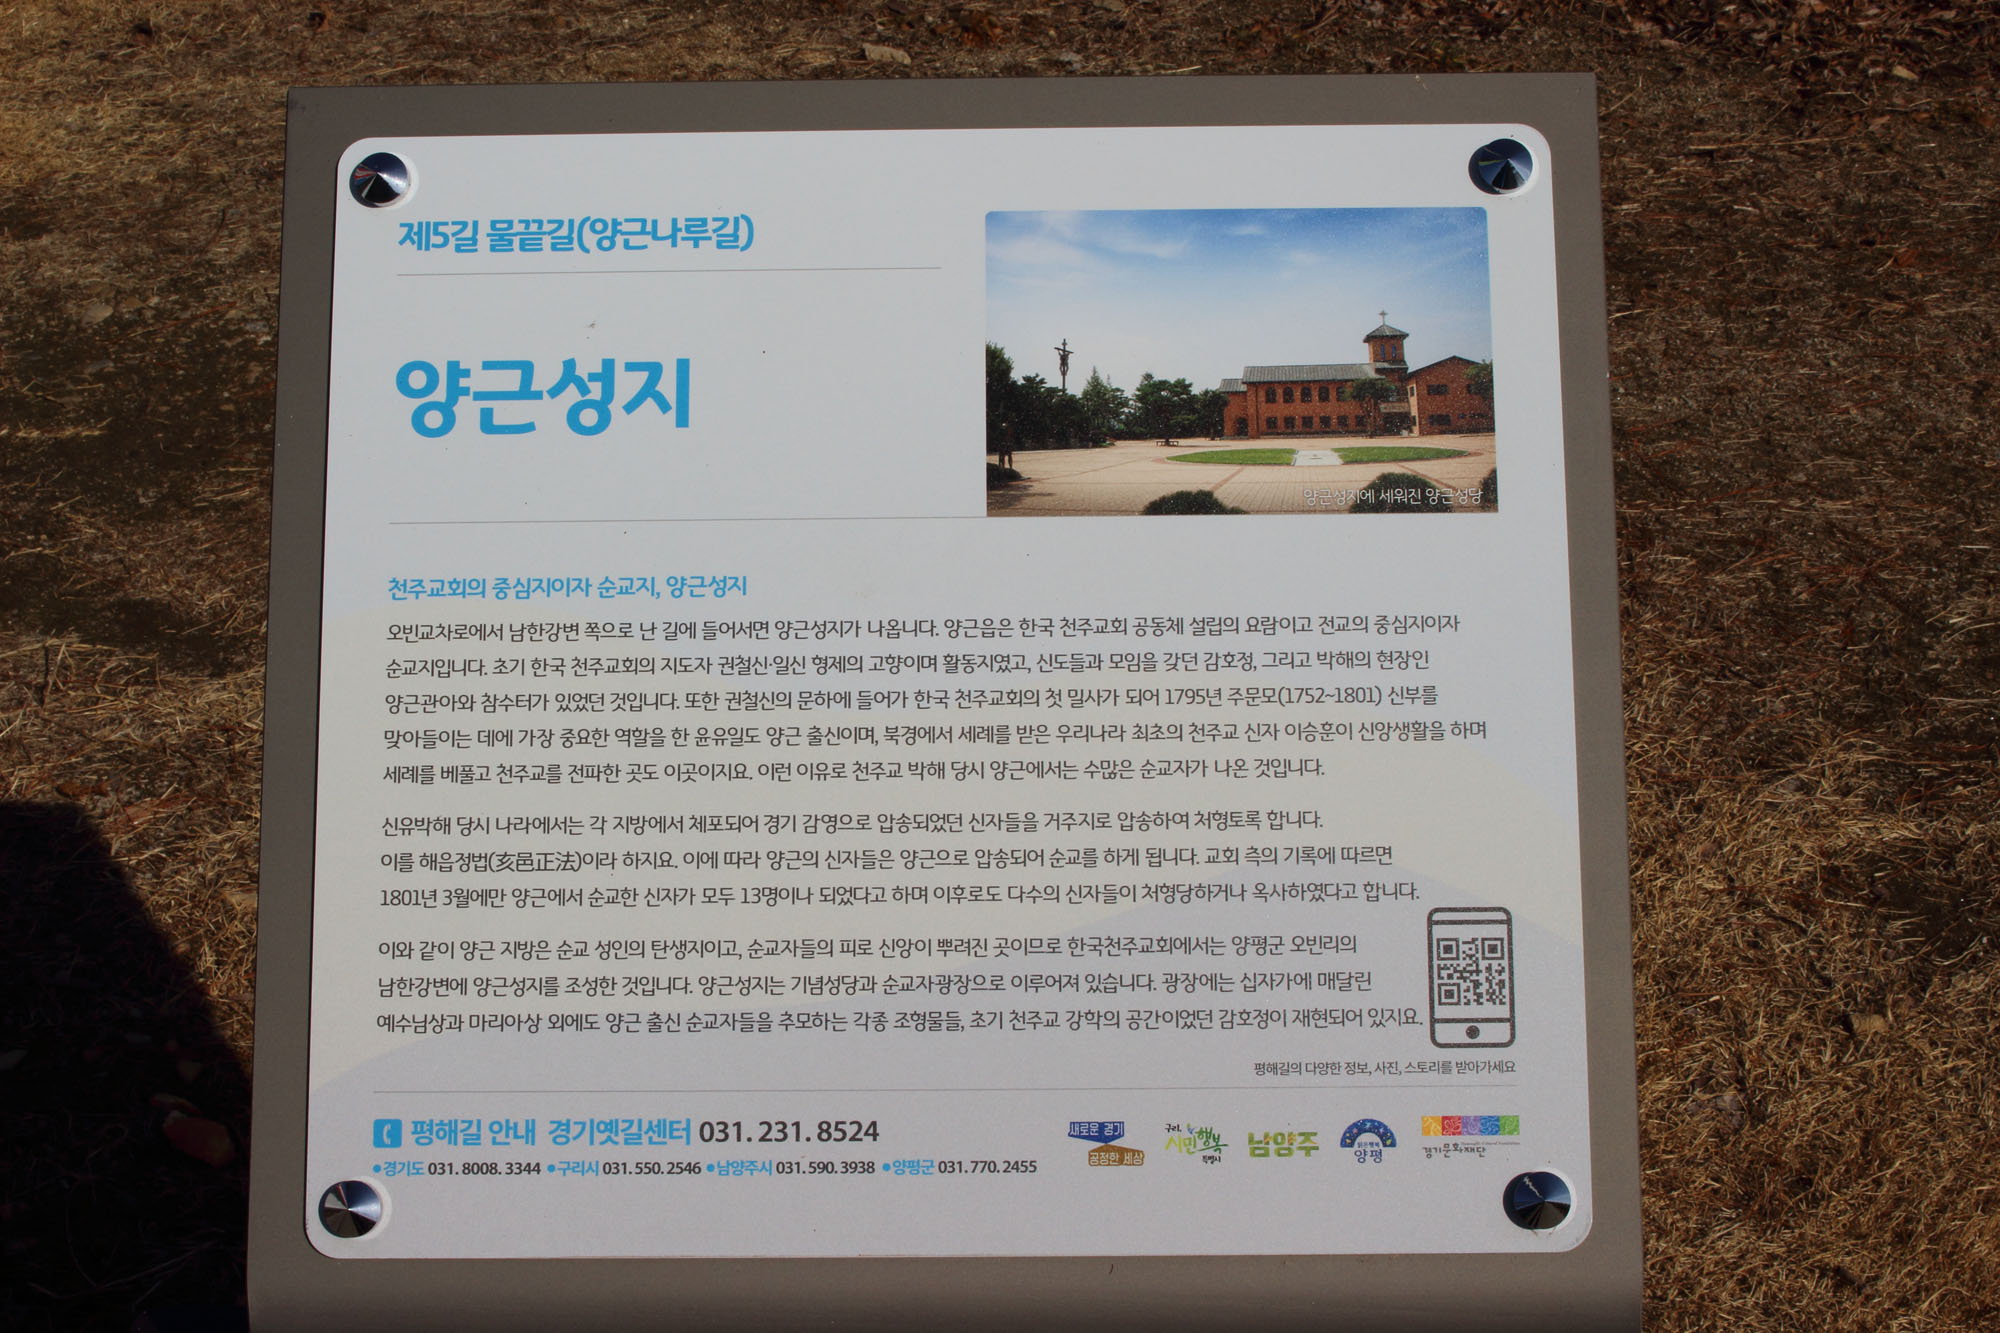 제5길 물끝길(양근나루길)
양근성지
양근성지에 세워진 양근성당
천주교회의 중심지이자 순교지, 양근성지
오빈교차로에서 남한강변 쪽으로 난 길에 들어서면 양근성지가 나옵니다. 양근읍은 한국 천주교회 공동체 설립의 요람이고 전교의 중심지이자
순교지입니다. 초기 한국 천주교회의 지도자 권철신·일신 형제의 고향이며 활동지였고, 신도들과 모임을 갖던 감호정, 그리고 박해의 현장인
양근관아와 참수터가 있었던 것입니다. 또한 권철신의 문하에 들어가 한국 천주교회의 첫 밀사가 되어 1795년 주문모(1752~1801) 신부를
맞아들이는 데에 가장 중요한 역할을 한 윤유일도 양근 출신이며, 북경에서 세례를 받은 우리나라 최초의 천주교 신자 이승훈이 신앙생활을 하며
세례를 베풀고 천주교를 전파한 곳도 이곳이지요. 이런 이유로 천주교 박해 당시 양근에서는 수많은 순교자가 나온 것입니다.
신유박해 당시 나라에서는 각 지방에서 체포되어 경기 감영으로 압송되었던 신자들을 거주지로 압송하여 처형토록 합니다.
이를 해읍정법(亥邑正法)이라 하지요. 이에 따라 양근의 신자들은 양근으로 압송되어 순교를 하게 됩니다. 교회 측의 기록에 따르면
1801년 3월에만 양근에서 순교한 신자가 모두 13명이나 되었다고 하며 이후로도 다수의 신자들이 처형당하거나 옥사하였다고 합니다.
이와 같이 양근 지방은 순교 성인의 탄생지이고, 순교자들의 피로 신앙이 뿌려진 곳이므로 한국천주교회에서는 양평군 오빈리의
남한강변에 양근성지를 조성한 것입니다. 양근성지는 기념성당과 순교자광장으로 이루어져 있습니다. 광장에는 십자가에 매달린
예수님상과 마리아상 외에도 양근 출신 순교자들을 추모하는 각종 조형물들, 초기 천주교 강학의 공간이었던 감호정이 재현되어 있지요.
평해길의 다양한 정보, 사진, 스토리를 받아가세요
평해길 안내 경기옛길센터 031. 231. 8524
•경기도 031. 8008. 3344 •구리시 031. 550. 2546 •남양주시 031. 590. 3938 •양평군 031. 770. 2455
새로운 경기
공정한 세상
구리,
시민행복
특별시
남양주
맑은행복
양평
경기문화재단